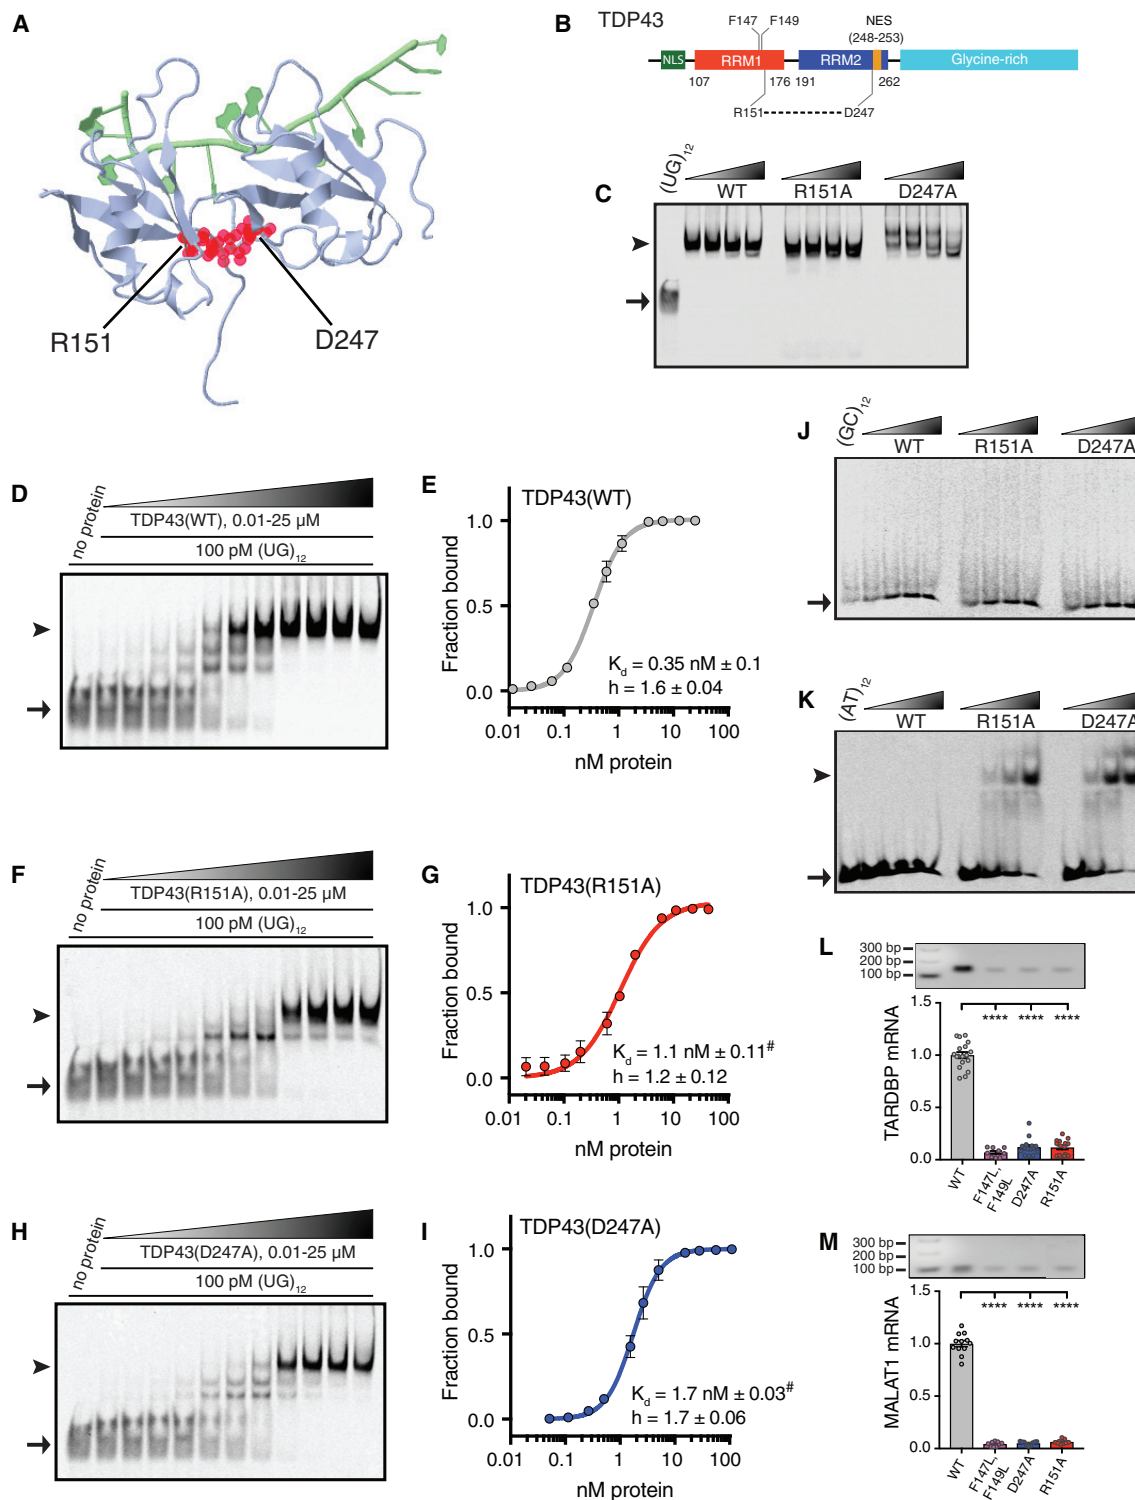 A
R151
D247
B
TDP43
F147
F149
NES
(248-253)
NLS
RRM1
RRM2
Glycine-rich
107
176
191
262
R151
D247
C
(UG)12
WT
R151A
D247A
D
no protein
TDP43(WT), 0.01-25 µM
100 pM (UG)12
E
TDP43(WT)
Fraction bound
1.0
0.5
0.0
Kd = 0.35 nM ± 0.1
h = 1.6 ± 0.04
0.01
0.1
1
10
100
nM protein
F
no protein
TDP43(R151A), 0.01-25 µM
100 pM (UG)12
G
TDP43(R151A)
Fraction bound
1.0
0.5
0.0
Kd = 1.1 nM ± 0.11#
h = 1.2 ± 0.12
0.01
0.1
1
10
100
nM protein
H
no protein
TDP43(D247A), 0.01-25 µM
100 pM (UG)12
I
TDP43(D247A)
Fraction bound
1.0
0.5
0.0
Kd = 1.7 nM ± 0.03#
h = 1.7 ± 0.06
0.01
0.1
1
10
100
nM protein
J
(GC)12
WT
R151A
D247A
K
(AT)12
WT
R151A
D247A
L
300 bp
200 bp
100 bp
TARDBP mRNA
1.5
1.0
0.5
0.0
****
****
****
WT
F147L,
F149L
D247A
R151A
M
300 bp
200 bp
100 bp
MALAT1 mRNA
1.5
1.0
0.5
0.0
****
****
****
WT
F147L,
F149L
D247A
R151A